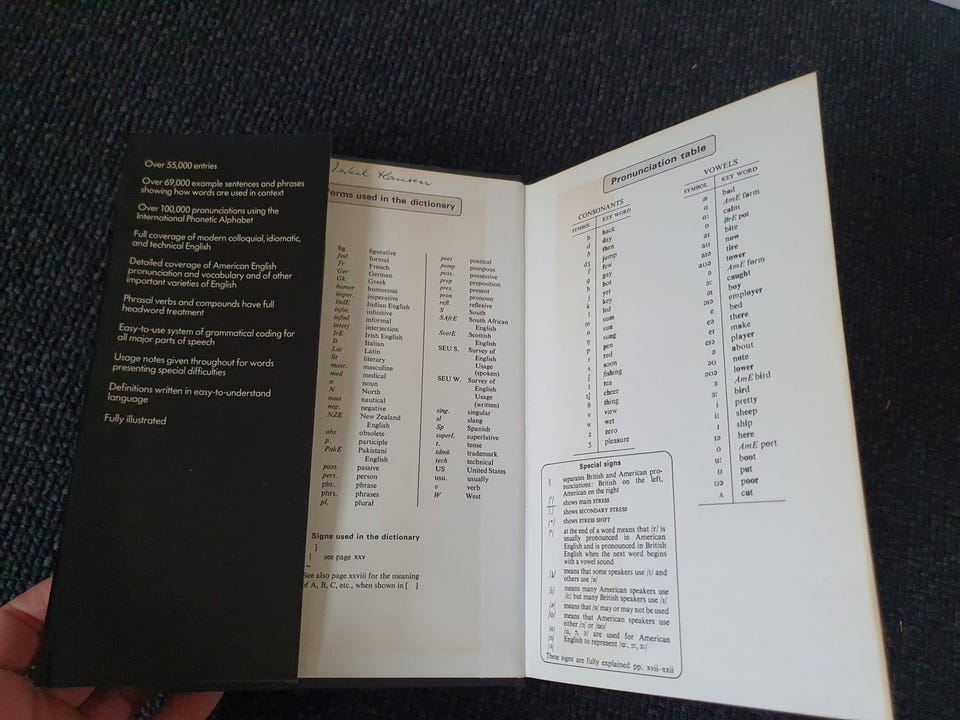 Over 55,000 entries
Over 69,000 example sentences and phrases
showing how words are used in context
Over 100,000 pronunciations using the
International Phonetic Alphabet
Full coverage of modern colloquial, idiomatic,
and technical English
Detailed coverage of American English
pronunciation and vocabulary and of other
important varieties of English
Phrasal verbs and compounds have full
headword treatment
Easy-to-use system of grammatical coding for
all major parts of speech
Usage notes given throughout for words
presenting special difficulties
Definitions written in easy-to-understand
language
Fully illustrated
Hansen
forms used in the dictionary
fig. figurative
fml formal
Fr French
Ger German
Gk Greek
humor humorous
imper. imperative
IndE Indian English
Infin. infinitive
infml informal
interj interjection
IrE Irish English
It Italian
Lat Latin
lit literary
masc. masculine
med medical
n noun
N North
naut nautical
neg. negative
NZE New Zealand
English
obs obsolete
p. participle
PakE Pakistani
English
pass. passive
pers. person
phr. phrase
phrs. phrases
pl. plural
poet poetical
pomp pompous
poss. possessive
prep preposition
pres. present
pron pronoun
refl. reflexive
S South
SAfrE South African
English
ScotE Scottish
English
SEU S. Survey of
English
Usage
(spoken)
SEU W. Survey of
English
Usage
(written)
sing. singular
sl slang
Sp Spanish
superl. superlative
t. tense
tdmk trademark
tech technical
US United States
usu. usually
v verb
W West
Signs used in the dictionary
]
| see page xxv
~
See also page xxviii for the meaning
of A, B, C, etc., when shown in [ ]
Pronunciation table
CONSONANTS
SYMBOL KEY WORD
b back
d day
ð then
dʒ jump
f few
g gay
h hot
j yet
k key
l led
m sum
n sun
ŋ sung
p pen
r red
s soon
ʃ fishing
t tea
tʃ cheer
θ thing
v view
w wet
z zero
ʒ pleasure
VOWELS
SYMBOL KEY WORD
æ bad
ɑ AmE farm
ɑ: calm
ɒ BrE pot
aɪ bite
aʊ now
aɪə tire
aʊə tower
ɔ AmE form
ɔ: caught
ɔɪ boy
ɔɪə employer
e bed
eə there
eɪ make
eɪə player
ə about
əʊ note
əʊə lower
AmE bird
ɜ: bird
i pretty
i: sheep
ɪ ship
ɪə here
o AmE port
u: boot
ʊ put
ʊə poor
ʌ cut
Special signs
|| separates British and American pro-
nunciations: British on the left,
American on the right
/ˈ/ shows main STRESS
/ˌ/ shows SECONDARY STRESS
shows STRESS SHIFT
at the end of a word means that /r/ is
usually pronounced in American
English and is pronounced in British
English when the next word begins
with a vowel sound
means that some speakers use /ɪ/ and
others use /ə/
means many American speakers use
/i:/ but many British speakers use /ɪ/
/ə/ means that /ə/ may or may not be used
means that American speakers use
either /ɔ:/ or
/ɑ, ɔ, ɜ/ are used for American
English to represent /ɑ:, ɔ:, ɜ:/
These signs are fully explained pp. xvii–xxii